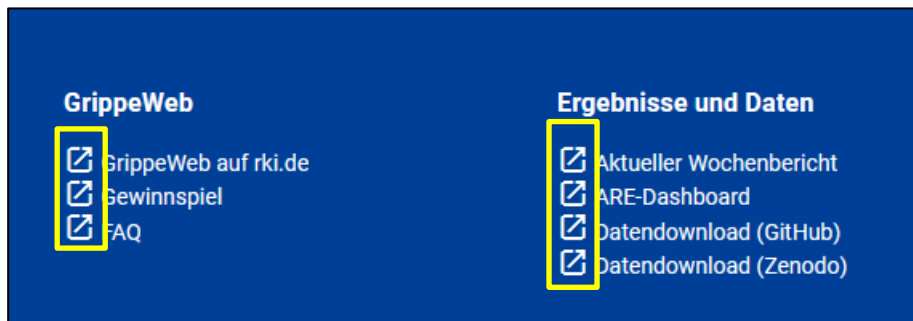 GrippeWeb
GrippeWeb auf rki.de
Gewinnspiel
FAQ
Ergebnisse und Daten
Aktueller Wochenbericht
ARE-Dashboard
Datendownload (GitHub)
Datendownload (Zenodo)